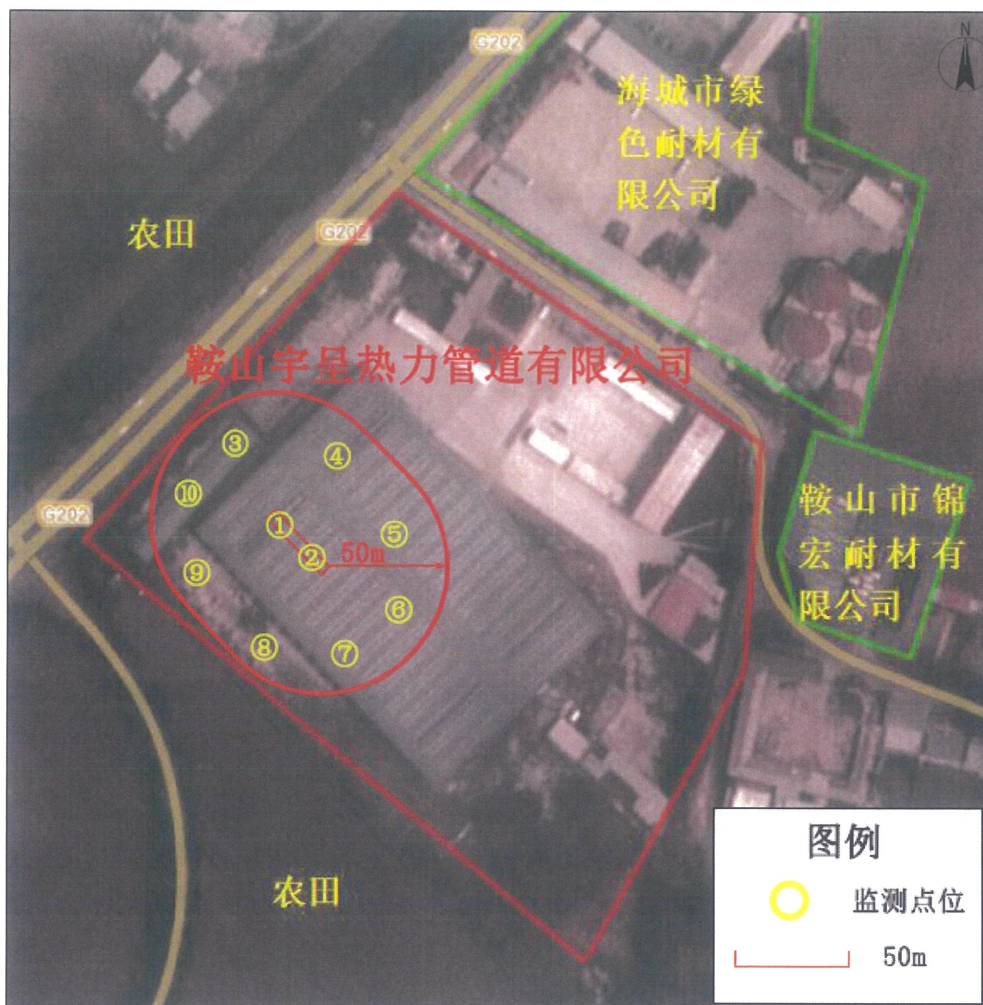 N
G202
海城市绿
色耐材有
限公司
农田
G202
鞍山宇呈热力管道有限公司
③
④
⑩
①
⑤
G202
②
50m
鞍山市锦
宏耐材有
限公司
⑨
⑥
⑧
⑦
农田
图例
监测点位
50m